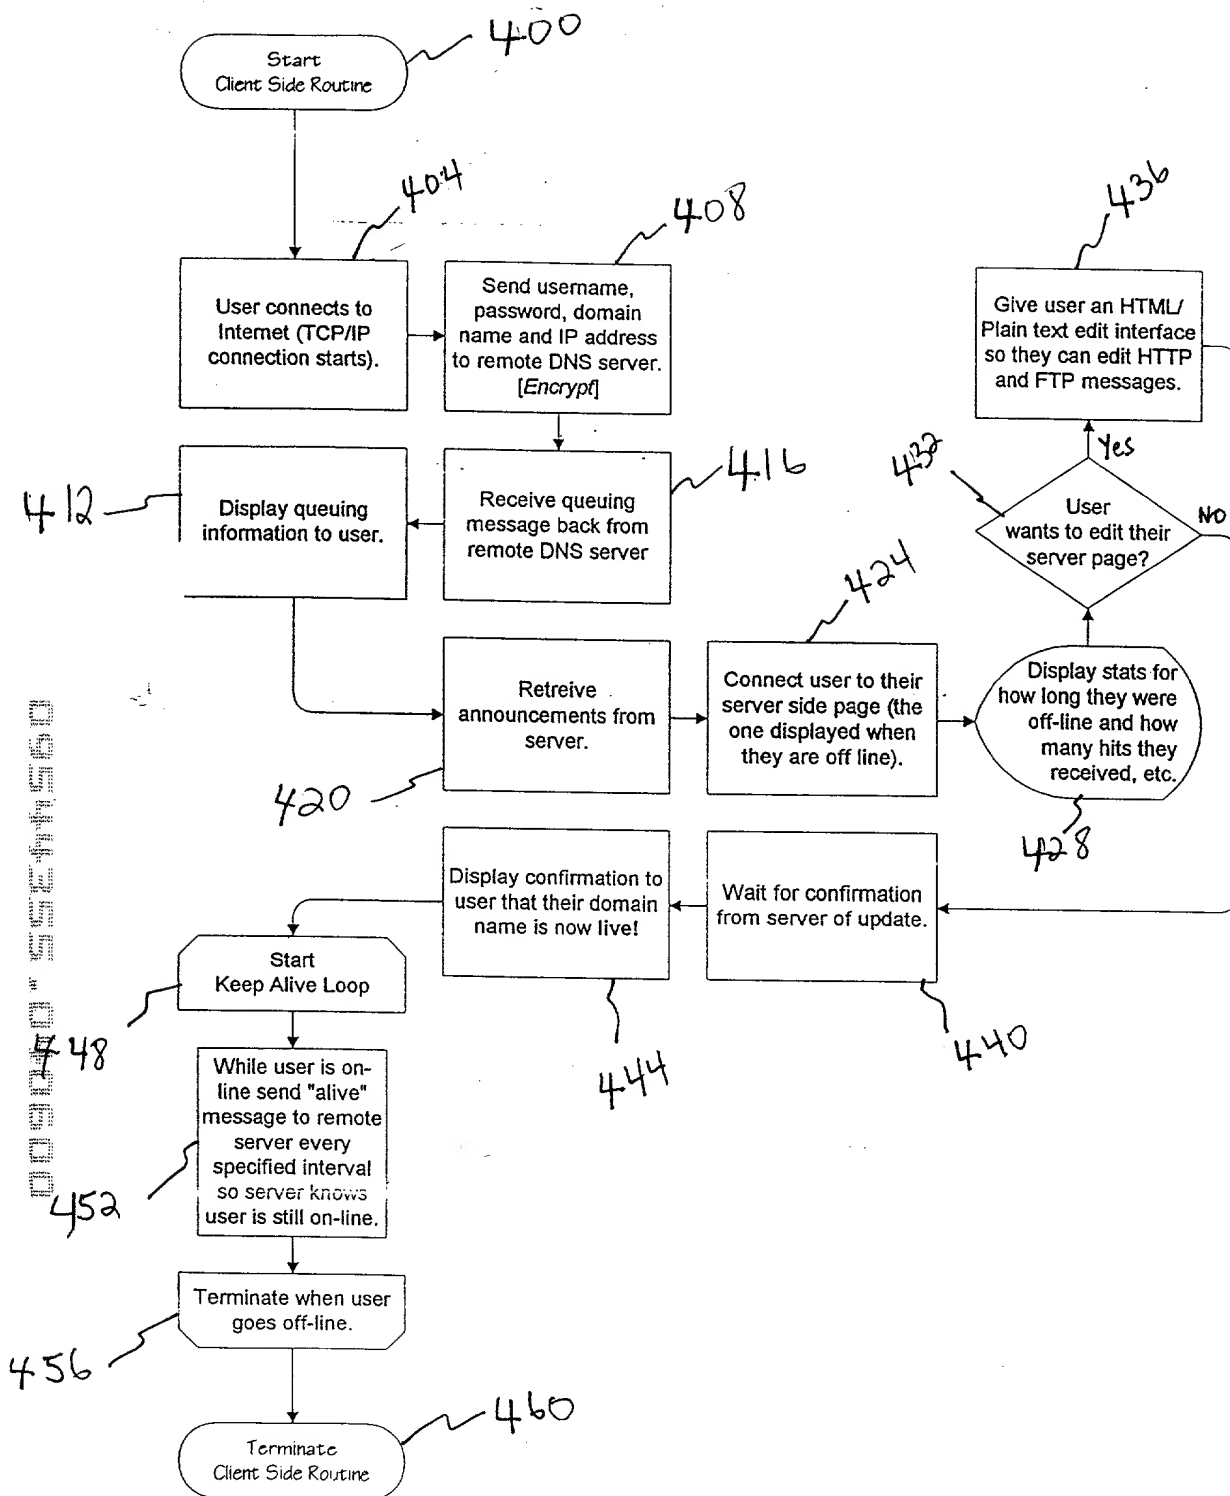 400
Start
Client Side Routine
404
408
436
User connects to
Internet (TCP/IP
connection starts).
Send username,
password, domain
name and IP address
to remote DNS server.
[Encrypt]
Give user an HTML/
Plain text edit interface
so they can edit HTTP
and FTP messages.
412
Display queuing
information to user.
416
Receive queuing
message back from
remote DNS server
432
Yes
NO
User
wants to edit their
server page?
424
Retreive
announcements from
server.
420
Connect user to their
server side page (the
one displayed when
they are off line).
Display stats for
how long they were
off-line and how
many hits they
received, etc.
428
Display confirmation to
user that their domain
name is now live!
444
Wait for confirmation
from server of update.
440
Start
Keep Alive Loop
448
While user is on-
line send "alive"
message to remote
server every
specified interval
so server knows
user is still on-line.
452
Terminate when user
goes off-line.
456
460
Terminate
Client Side Routine